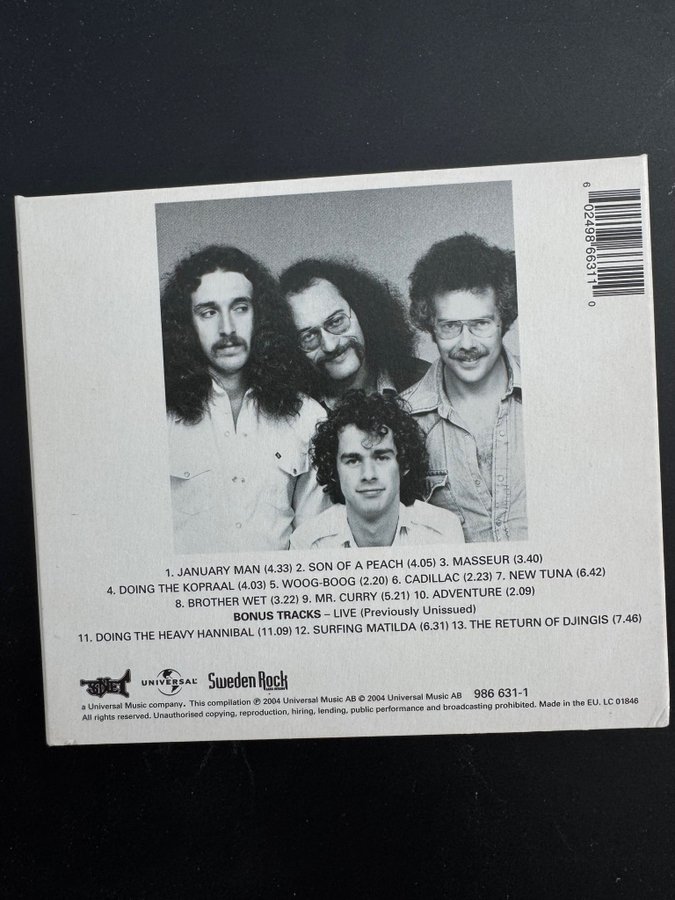 6 02498 66311 0
1. JANUARY MAN (4.33) 2. SON OF A PEACH (4.05) 3. MASSEUR (3.40)
4. DOING THE KOPRAAL (4.03) 5. WOOG-BOOG (2.20) 6. CADILLAC (2.23) 7. NEW TUNA (6.42)
8. BROTHER WET (3.22) 9. MR. CURRY (5.21) 10. ADVENTURE (2.09)
BONUS TRACKS – LIVE (Previously Unissued)
11. DOING THE HEAVY HANNIBAL (11.09) 12. SURFING MATILDA (6.31) 13. THE RETURN OF DJINGIS (7.46)
SONET UNIVERSAL Sweden Rock
a Universal Music company. This compilation ℗ 2004 Universal Music AB © 2004 Universal Music AB 986 631-1
All rights reserved. Unauthorised copying, reproduction, hiring, lending, public performance and broadcasting prohibited. Made in the EU. LC 01846